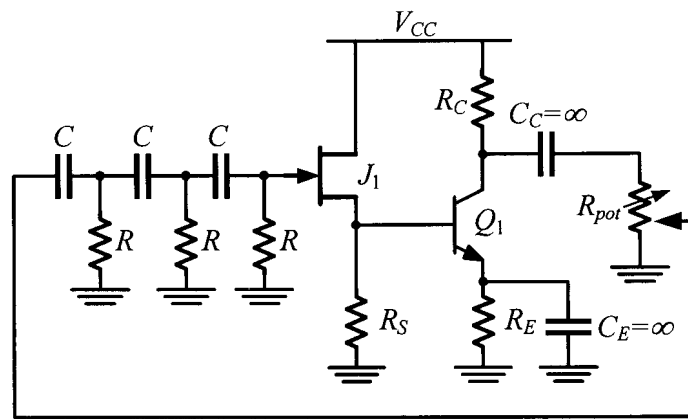 V_CC
R_C
C_C=∞
C
C
C
J_1
R_pot
Q_1
R
R
R
R_S
R_E
C_E=∞